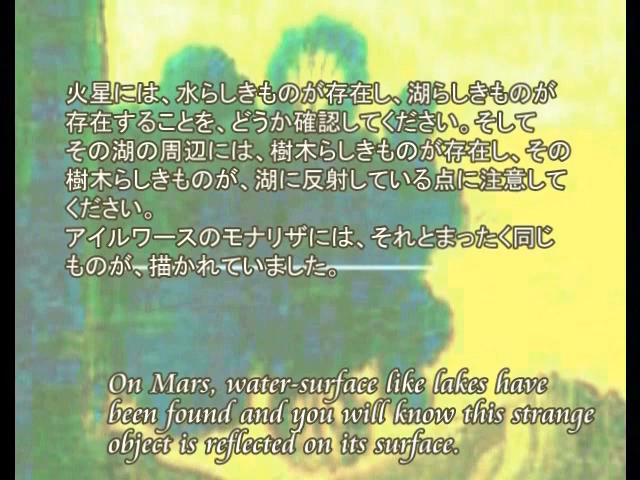 火星には、水らしきものが存在し、湖らしきものが
存在することを、どうか確認してください。そして
その湖の周辺には、樹木らしきものが存在し、その
樹木らしきものが、湖に反射している点に注意して
ください。
アイルワースのモナリザには、それとまったく同じ
ものが、描かれていました。
On Mars, water-surface like lakes have
been found and you will know this strange
object is reflected on its surface.